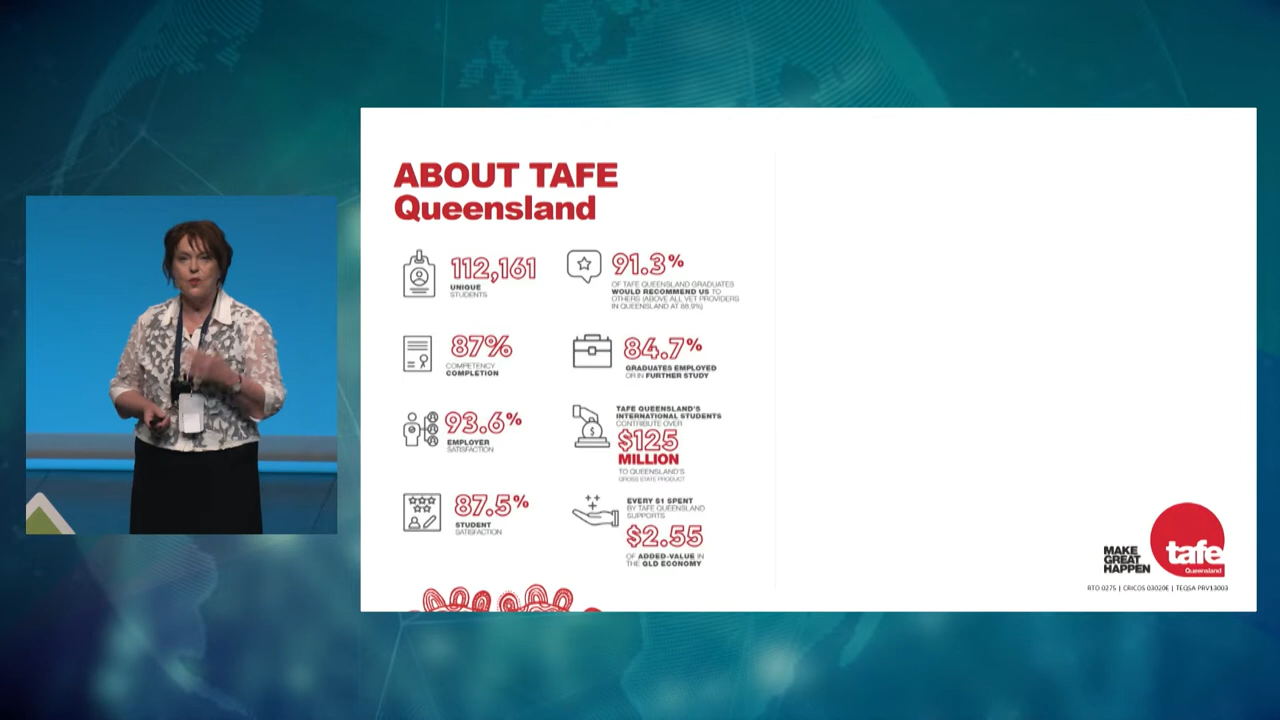 ABOUT TAFE
Queensland
112,161
UNIQUE
STUDENTS
91.3%
OF TAFE QUEENSLAND GRADUATES
WOULD RECOMMEND US TO
OTHERS (ABOVE ALL VET PROVIDERS
IN QUEENSLAND AT 88.9%)
87%
COMPETENCY
COMPLETION
84.7%
GRADUATES EMPLOYED
OR IN FURTHER STUDY
93.6%
EMPLOYER
SATISFACTION
TAFE QUEENSLAND'S
INTERNATIONAL STUDENTS
CONTRIBUTE OVER
$125
MILLION
TO QUEENSLAND'S
GROSS STATE PRODUCT
87.5%
STUDENT
SATISFACTION
EVERY $1 SPENT
BY TAFE QUEENSLAND
SUPPORTS
$2.55
OF ADDED-VALUE IN
THE QLD ECONOMY
MAKE
GREAT
HAPPEN
tafe
Queensland
RTO 0275 | CRICOS 03020E | TEQSA PRV13003